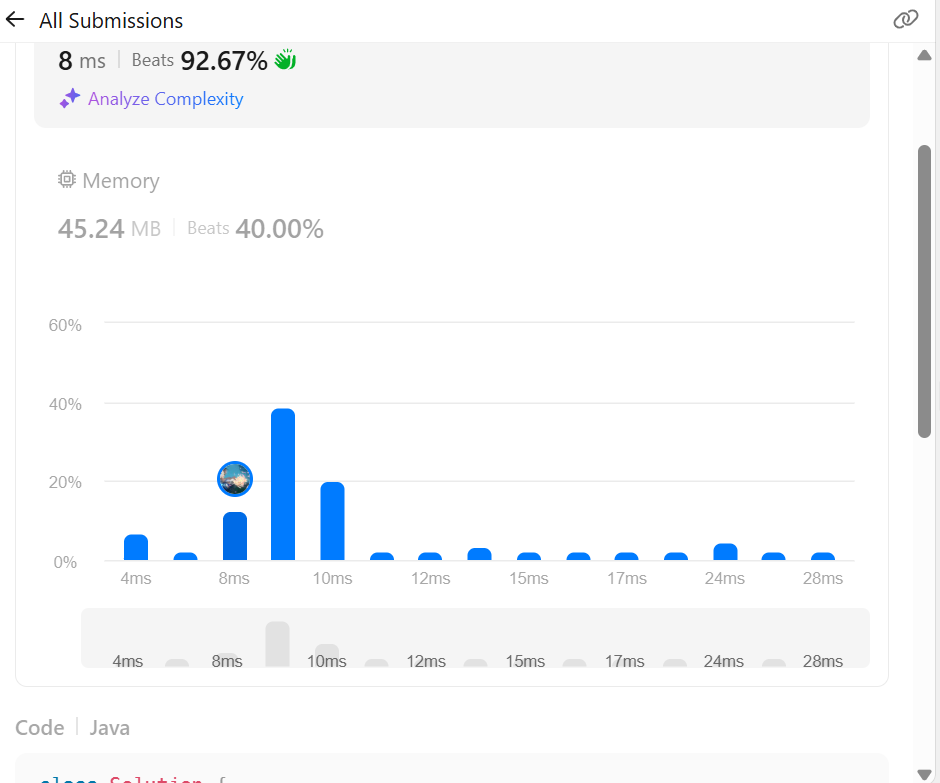 All Submissions
8 ms | Beats 92.67%
Analyze Complexity
Memory
45.24 MB | Beats 40.00%
60%
40%
20%
0%
4ms 8ms 10ms 12ms 15ms 17ms 24ms 28ms
4ms 8ms 10ms 12ms 15ms 17ms 24ms 28ms
Code | Java
class Solution {